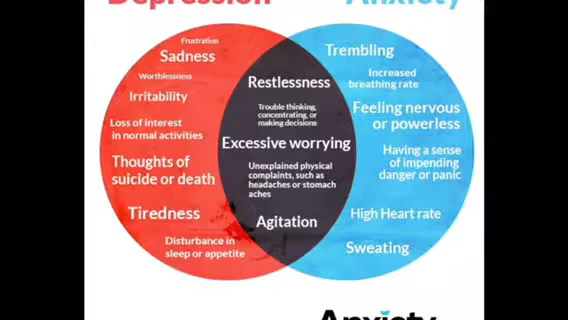 Depression
Anxiety
Frustration
Sadness
Worthlessness
Irritability
Loss of interest
in normal activities
Thoughts of
suicide or death
Tiredness
Disturbance in
sleep or appetite
Restlessness
Trouble thinking,
concentrating, or
making decisions
Excessive worrying
Unexplained physical
complaints, such as
headaches or stomach
aches
Agitation
Trembling
Increased
breathing rate
Feeling nervous
or powerless
Having a sense
of impending
danger or panic
High Heart rate
Sweating
Anxiety